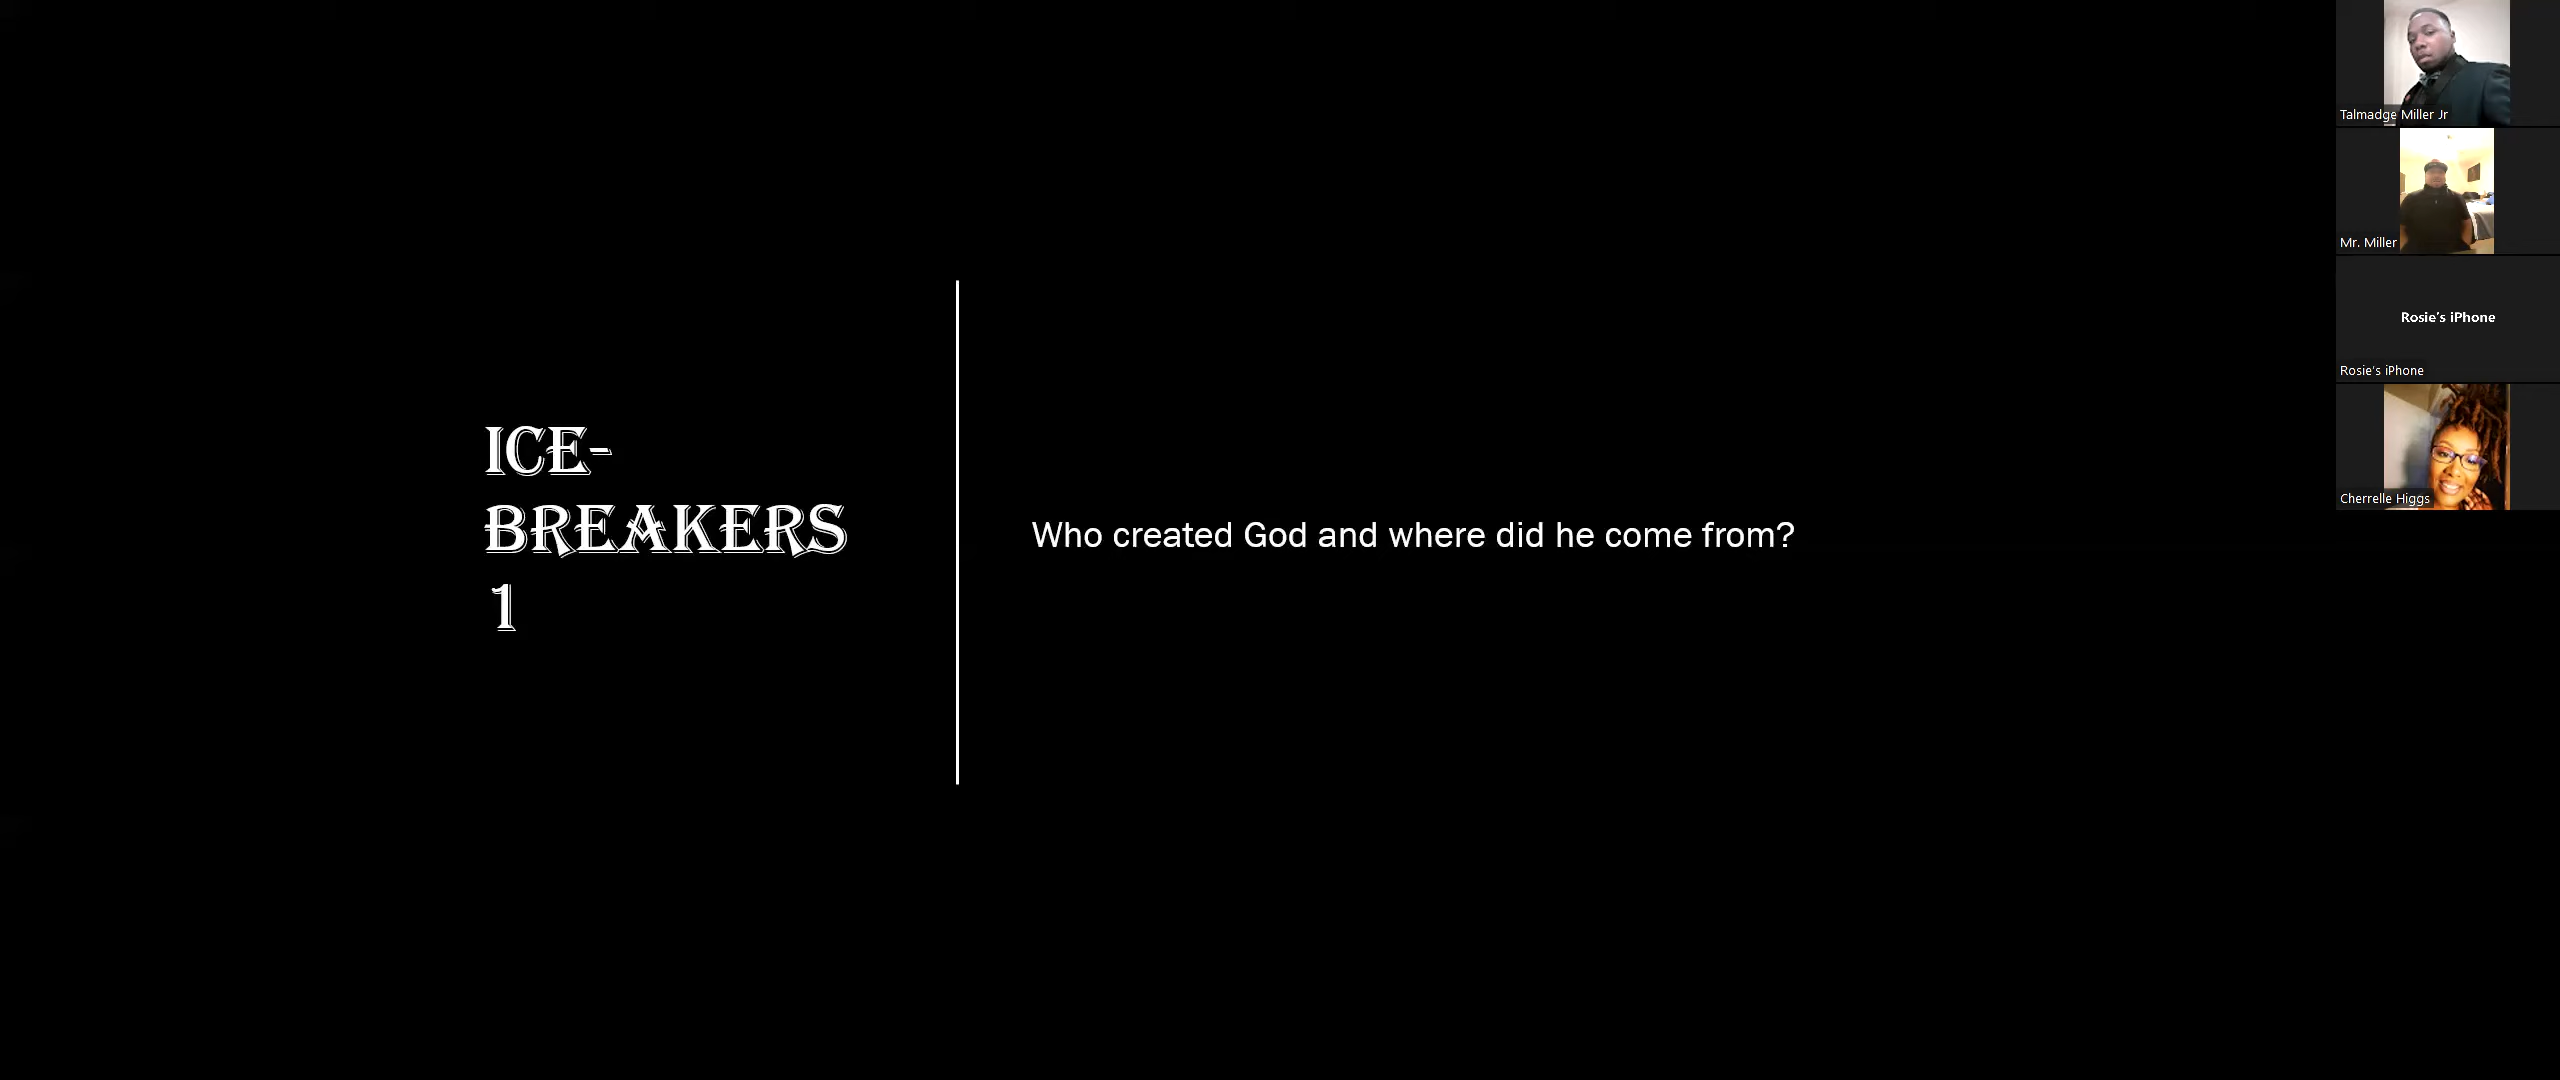 ICE-
BREAKERS
1
Who created God and where did he come from?
Talmadge Miller Jr
Mr. Miller
Rosie's iPhone
Rosie's iPhone
Cherrelle Higgs